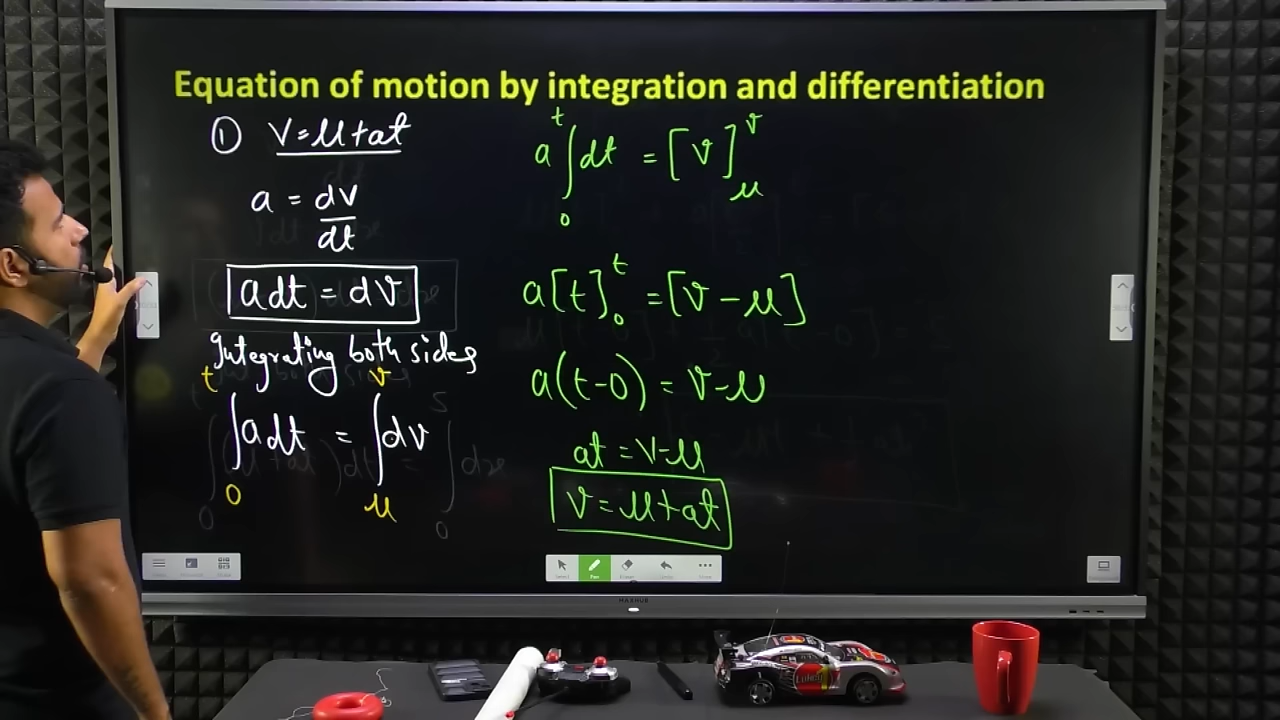 Equation of motion by integration and differentiation
① v=u+at
a = dv/dt
adt = dv
Integrating both sides
∫₀ᵗ adt = ∫ᵤᵛ dv
a ∫₀ᵗ dt = [v]ᵤᵛ
a[t]₀ᵗ = [v-u]
a(t-0) = v-u
at = v-u
v=u+at
MAXHUB